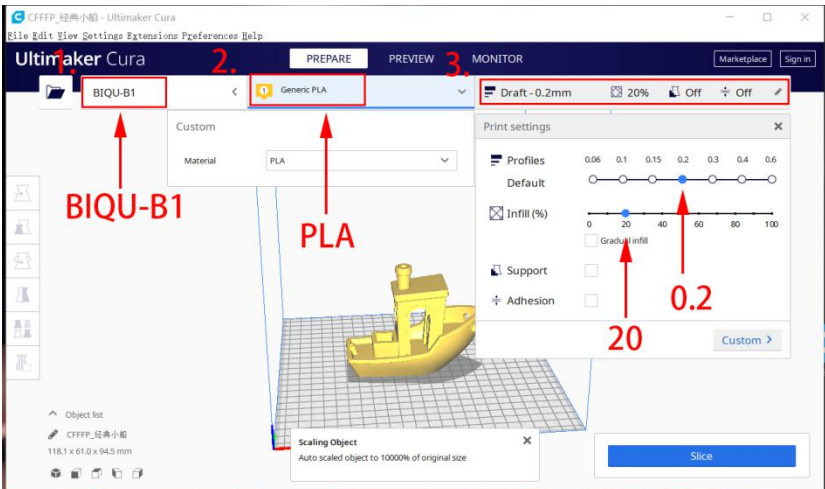 CFFFP_经典小船 - Ultimaker Cura
File Edit View Settings Extensions Preferences Help
Ultimaker Cura
PREPARE
PREVIEW
MONITOR
Marketplace
Sign in
1.
2.
3.
BIQU-B1
1
Generic PLA
Draft - 0.2mm
20%
Off
Off
Custom
Material
PLA
BIQU-B1
PLA
Print settings
Profiles
0.06 0.1 0.15 0.2 0.3 0.4 0.6
Default
Infill (%)
0 20 40 60 80 100
Gradual infill
Support
Adhesion
0.2
20
Custom
Object list
CFFFP_经典小船
118.1 x 61.0 x 94.5 mm
Scaling Object
Auto scaled object to 10000% of original size
Slice